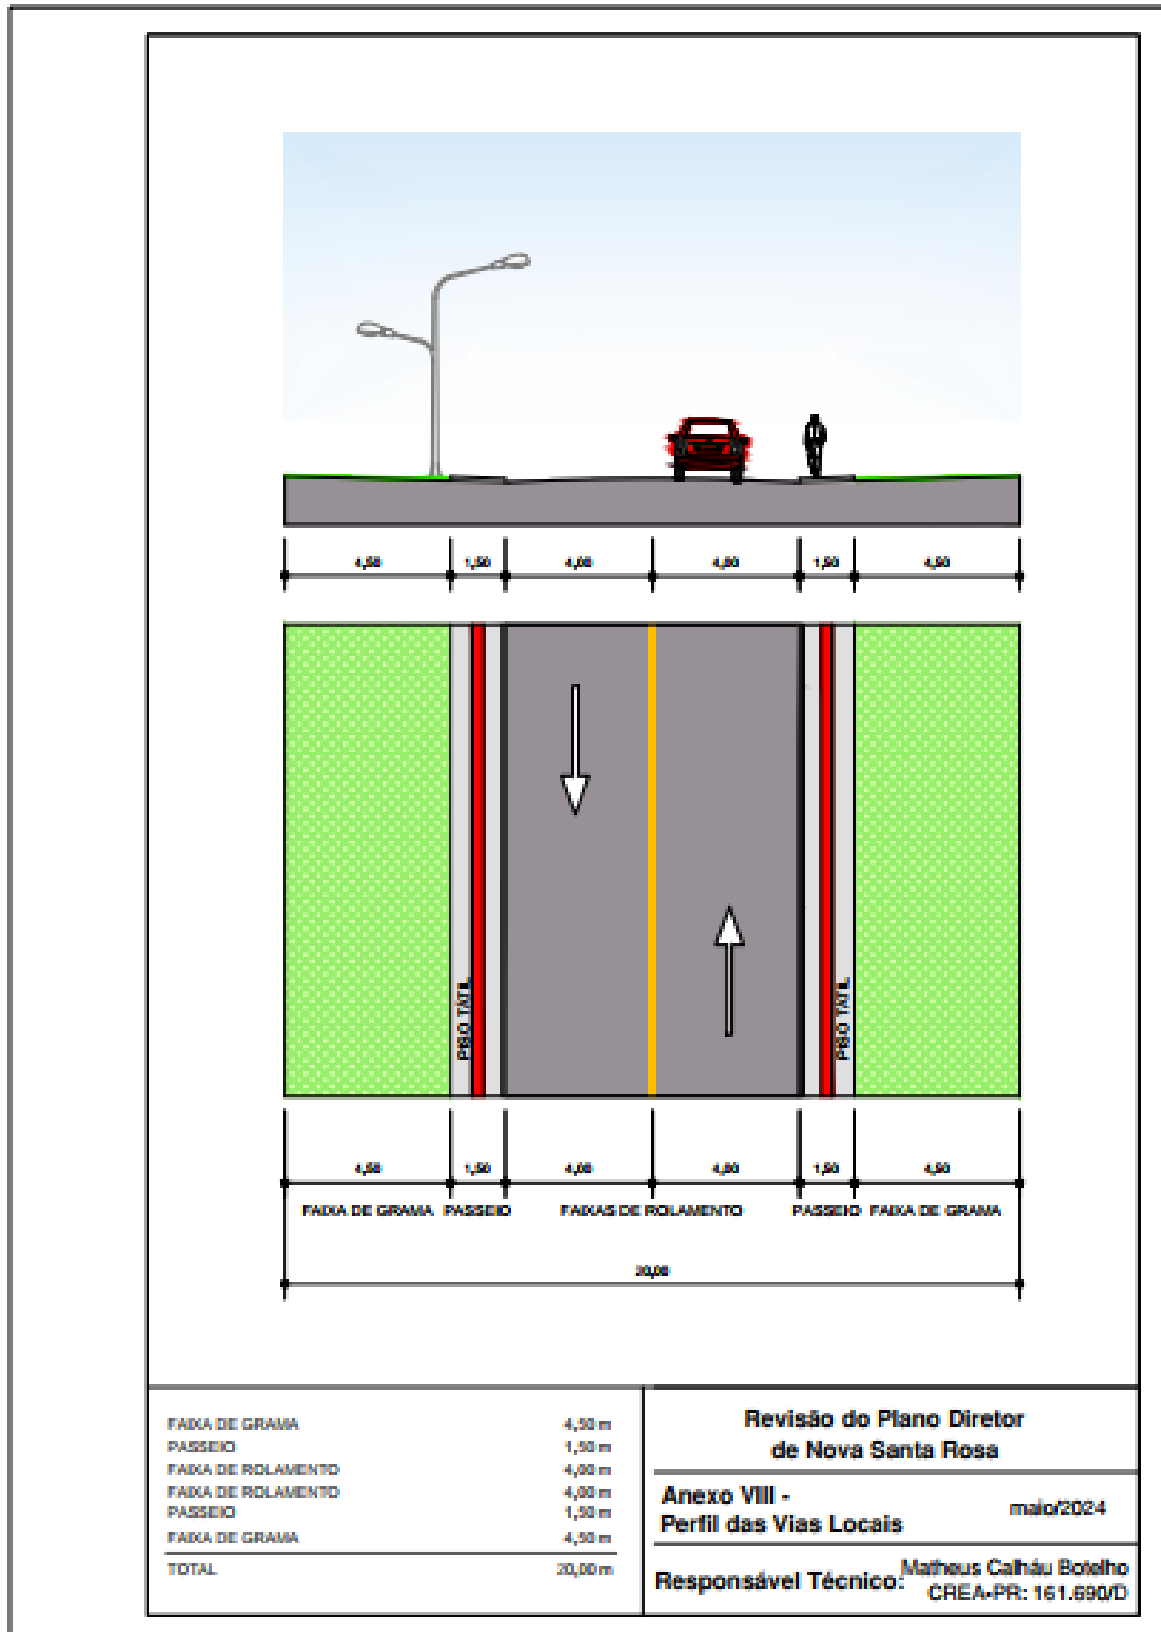 4,50 1,50 4,00 4,00 1,50 4,50
PISO TÁTIL
PISO TÁTIL
4,50 1,50 4,00 4,00 1,50 4,50
FAIXA DE GRAMA PASSEIO FAIXAS DE ROLAMENTO PASSEIO FAIXA DE GRAMA
20,00
FAIXA DE GRAMA 4,50 m
PASSEIO 1,50 m
FAIXA DE ROLAMENTO 4,00 m
FAIXA DE ROLAMENTO 4,00 m
PASSEIO 1,50 m
FAIXA DE GRAMA 4,50 m
TOTAL 20,00 m
Revisão do Plano Diretor
de Nova Santa Rosa
Anexo VIII -
Perfil das Vias Locais
maio/2024
Responsável Técnico: Matheus Calháu Botelho
CREA-PR: 161.690/D